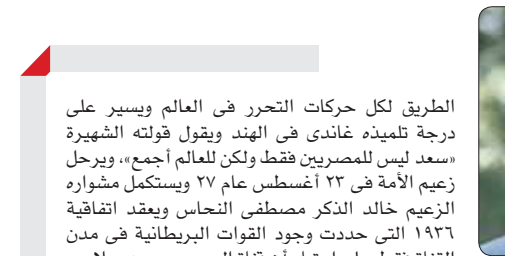 الطريق لكل حركات التحرر فى العالم ويسير على
درجة تلميذه غاندى فى الهند ويقول قولته الشهيرة
«سعد ليس للمصريين فقط ولكن للعالم أجمع»، ويرحل
زعيم الأمة فى ٢٣ أغسطس عام ٢٧ ويستكمل مشواره
الزعيم خالد الذكر مصطفى النحاس ويعقد اتفاقية
١٩٣٦ التى حددت وجود القوات البريطانية فى مدن